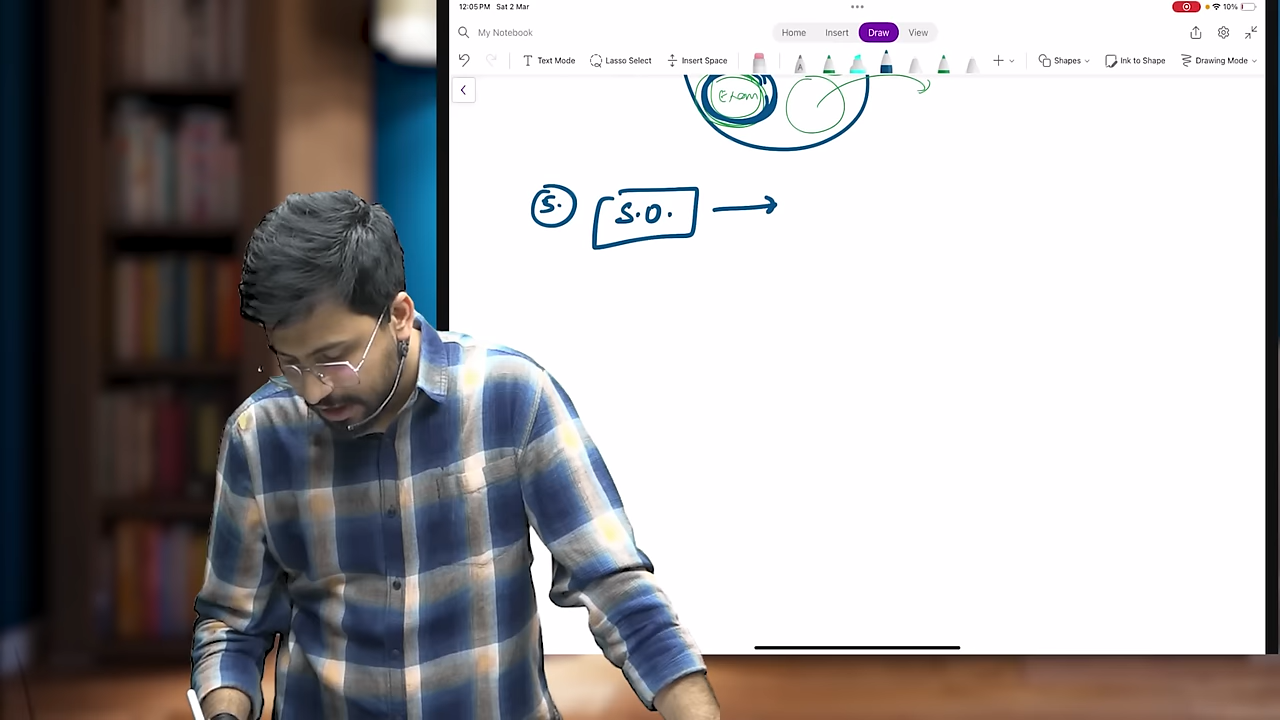 12:05 PM Sat 2 Mar 10%
My Notebook Home Insert Draw View
Text Mode Lasso Select Insert Space Shapes Ink to Shape Drawing Mode
Exam
5. S.O. →